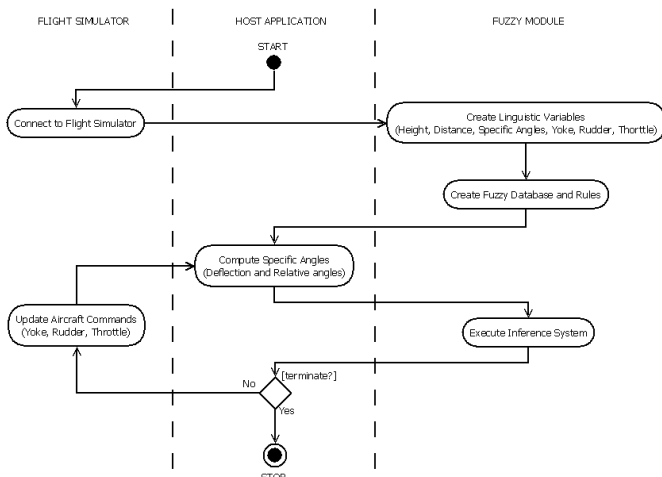 FLIGHT SIMULATOR
HOST APPLICATION
FUZZY MODULE
START
Connect to Flight Simulator
Create Linguistic Variables
(Height, Distance, Specific Angles, Yoke, Rudder, Thorttle)
Create Fuzzy Database and Rules
Compute Specific Angles
(Deflection and Relative angles)
Update Aircraft Commands
(Yoke, Rudder, Throttle)
Execute Inference System
[terminate?]
No
Yes
STOP